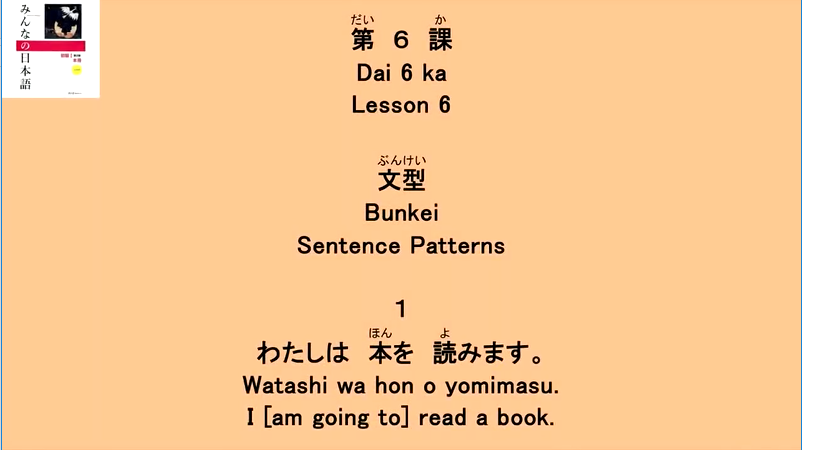 みんなの日本語
だい か
第 6 課
Dai 6 ka
Lesson 6
ぶんけい
文型
Bunkei
Sentence Patterns
1
ほん よ
わたしは 本を 読みます。
Watashi wa hon o yomimasu.
I [am going to] read a book.